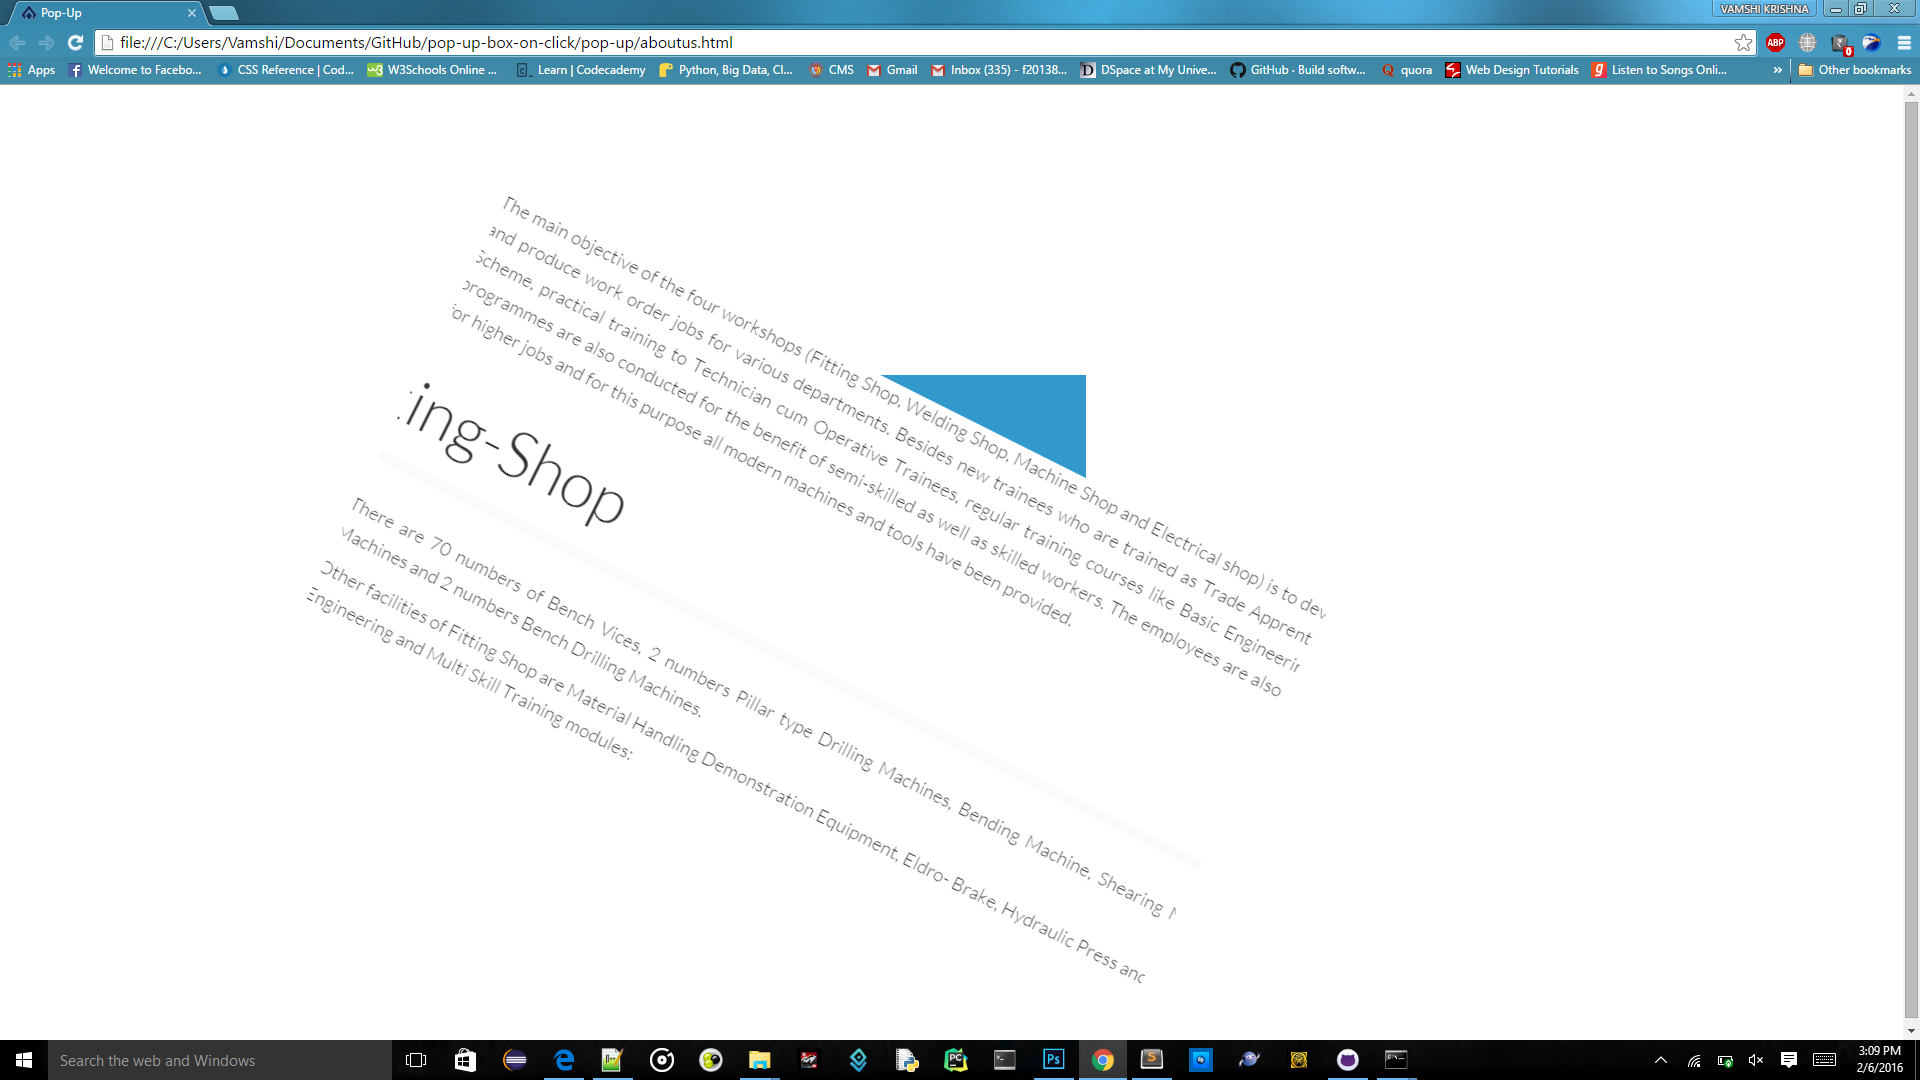 Pop-Up
VAMSHI KRISHNA
file:///C:/Users/Vamshi/Documents/GitHub/pop-up-box-on-click/pop-up/aboutus.html
Apps Welcome to Facebo... CSS Reference | Cod... W3Schools Online ... Learn | Codecademy Python, Big Data, Cl... CMS Gmail Inbox (335) - f20138... DSpace at My Unive... GitHub · Build softw... quora Web Design Tutorials Listen to Songs Onli... » Other bookmarks
The main objective of the four workshops (Fitting Shop, Welding Shop, Machine Shop and Electrical shop) is to dev
and produce work order jobs for various departments. Besides new trainees who are trained as Trade Apprent
Scheme, practical training to Technician cum Operative Trainees, regular training courses like Basic Engineerin
programmes are also conducted for the benefit of semi-skilled as well as skilled workers. The employees are also
for higher jobs and for this purpose all modern machines and tools have been provided.
ing-Shop
There are 70 numbers of Bench Vices, 2 numbers Pillar type Drilling Machines, Bending Machine, Shearing
Machines and 2 numbers Bench Drilling Machines.
Other facilities of Fitting Shop are Material Handling Demonstration Equipment, Eldro- Brake, Hydraulic Press and
Engineering and Multi Skill Training modules:
Search the web and Windows
3:09 PM
2/6/2016